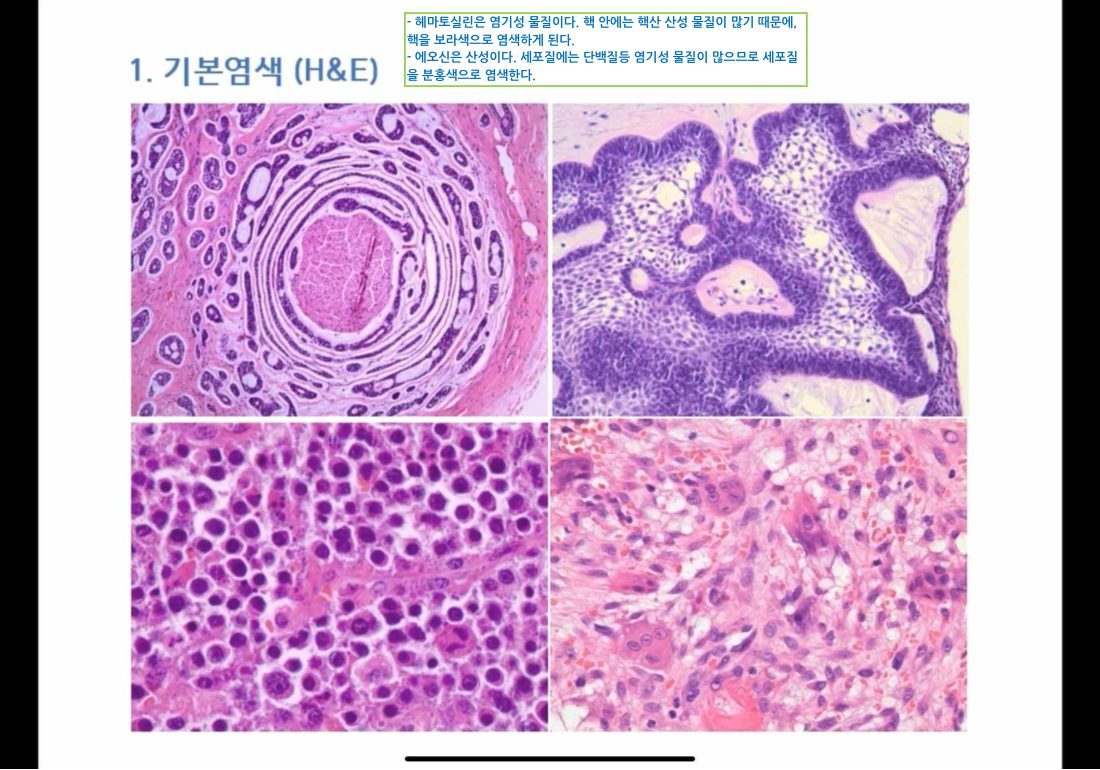 - 헤마토실린은 염기성 물질이다. 핵 안에는 핵산 산성 물질이 많기 때문에,
핵을 보라색으로 염색하게 된다.
- 에오신은 산성이다. 세포질에는 단백질등 염기성 물질이 많으므로 세포질
을 분홍색으로 염색한다.
1. 기본염색 (H&E)